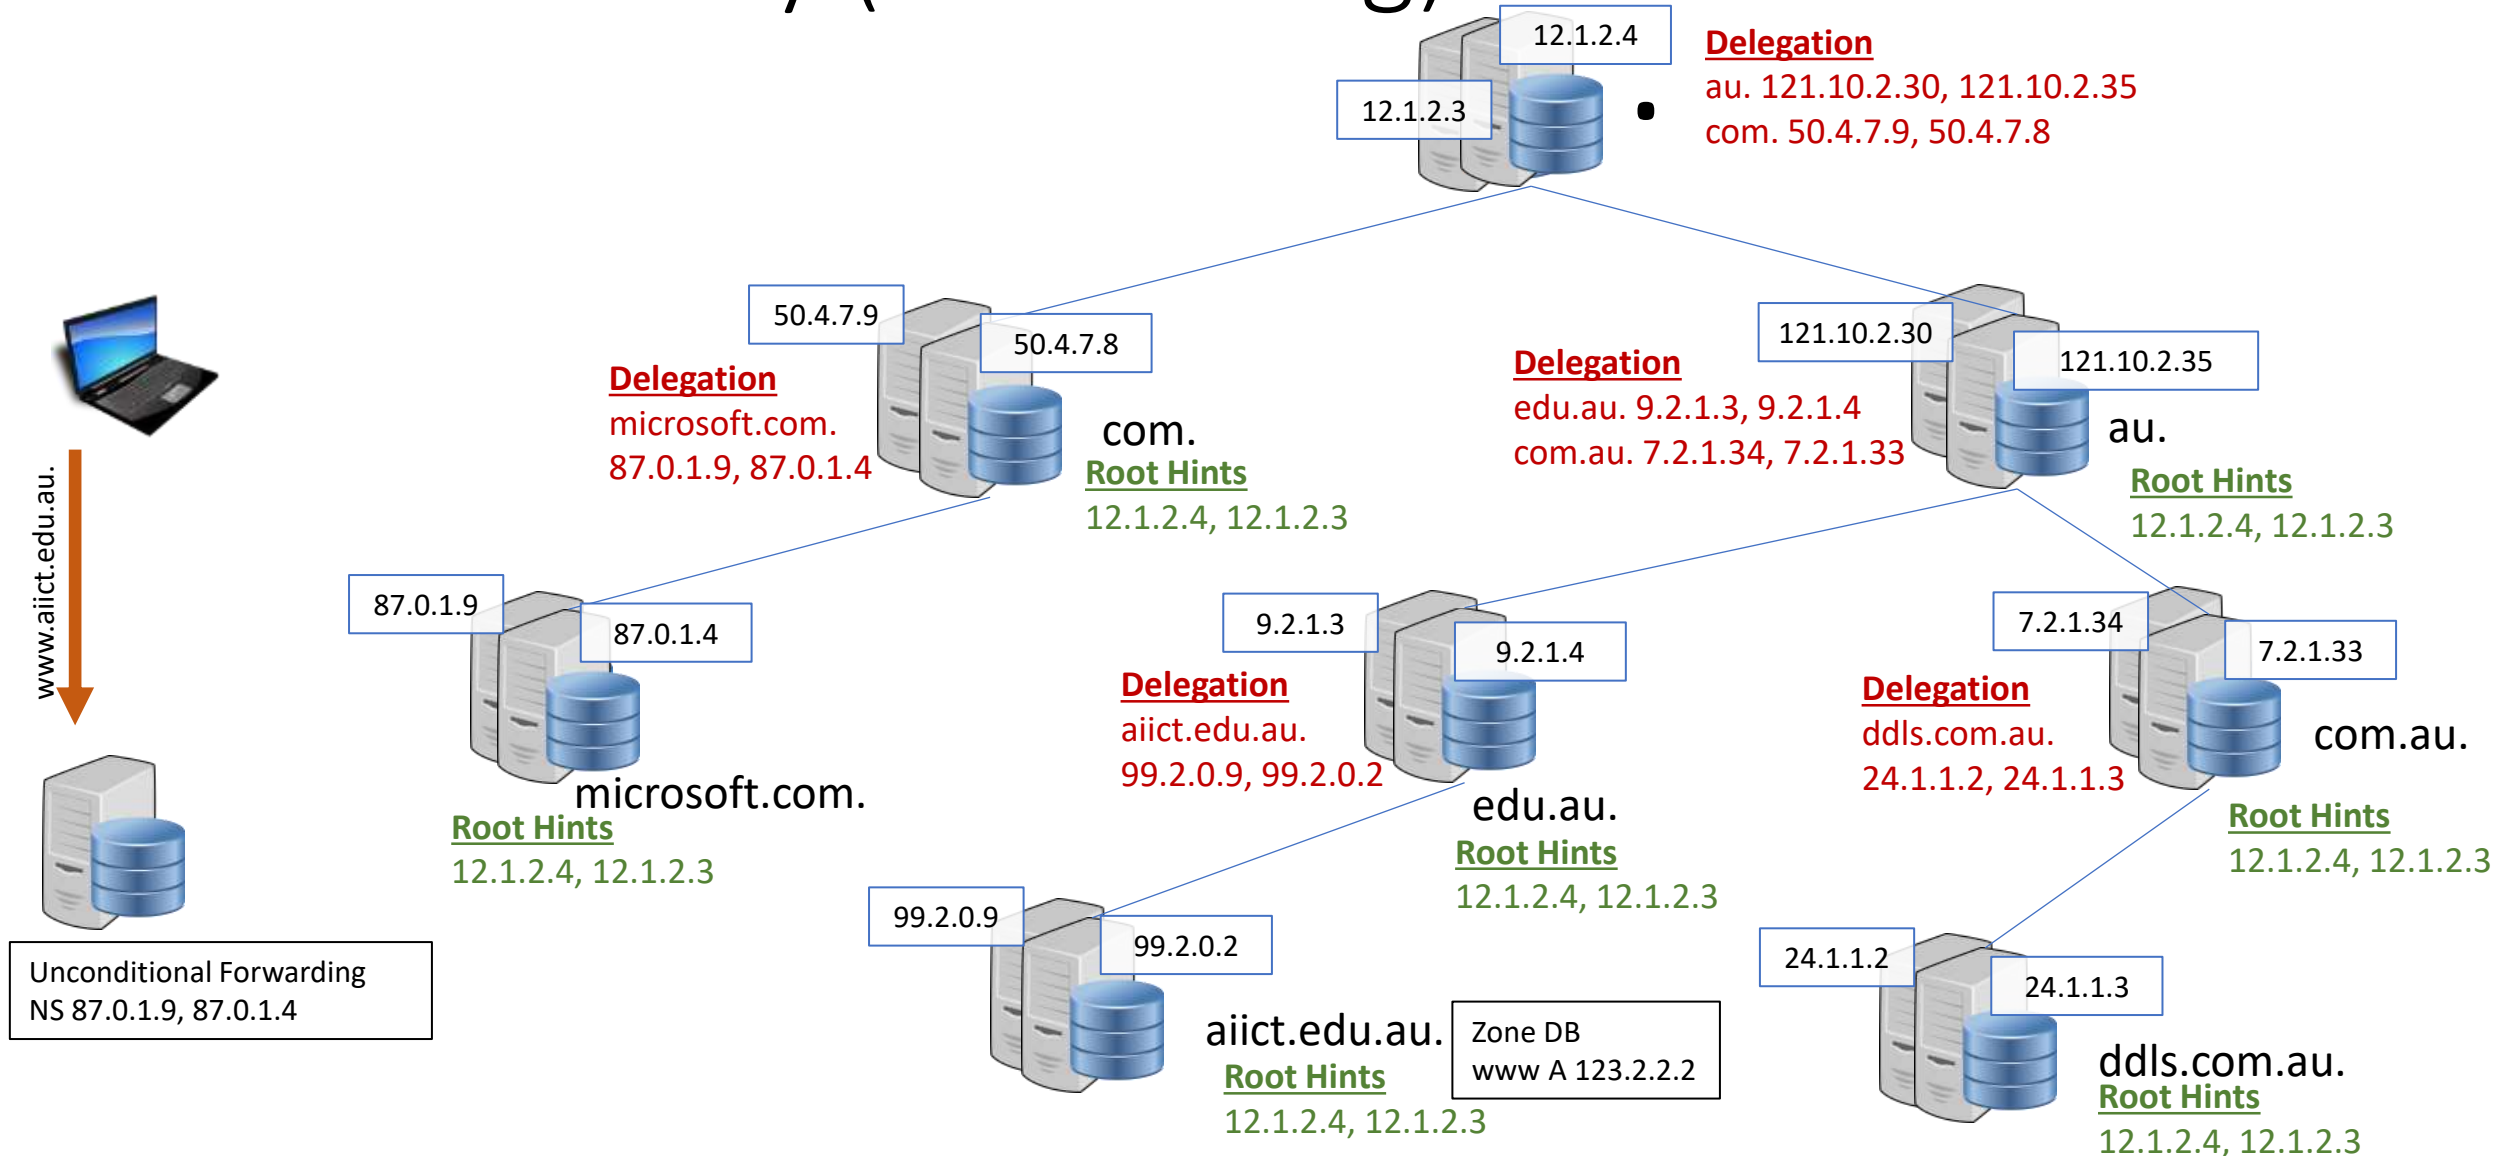 12.1.2.4
12.1.2.3
.
Delegation
au. 121.10.2.30, 121.10.2.35
com. 50.4.7.9, 50.4.7.8
50.4.7.9
50.4.7.8
Delegation
microsoft.com.
87.0.1.9, 87.0.1.4
com.
Root Hints
12.1.2.4, 12.1.2.3
121.10.2.30
121.10.2.35
Delegation
edu.au. 9.2.1.3, 9.2.1.4
com.au. 7.2.1.34, 7.2.1.33
au.
Root Hints
12.1.2.4, 12.1.2.3
www.aiict.edu.au.
87.0.1.9
87.0.1.4
microsoft.com.
Root Hints
12.1.2.4, 12.1.2.3
9.2.1.3
9.2.1.4
Delegation
aiict.edu.au.
99.2.0.9, 99.2.0.2
edu.au.
Root Hints
12.1.2.4, 12.1.2.3
7.2.1.34
7.2.1.33
Delegation
ddls.com.au.
24.1.1.2, 24.1.1.3
com.au.
Root Hints
12.1.2.4, 12.1.2.3
Unconditional Forwarding
NS 87.0.1.9, 87.0.1.4
99.2.0.9
99.2.0.2
aiict.edu.au.
Root Hints
12.1.2.4, 12.1.2.3
Zone DB
www A 123.2.2.2
24.1.1.2
24.1.1.3
ddls.com.au.
Root Hints
12.1.2.4, 12.1.2.3